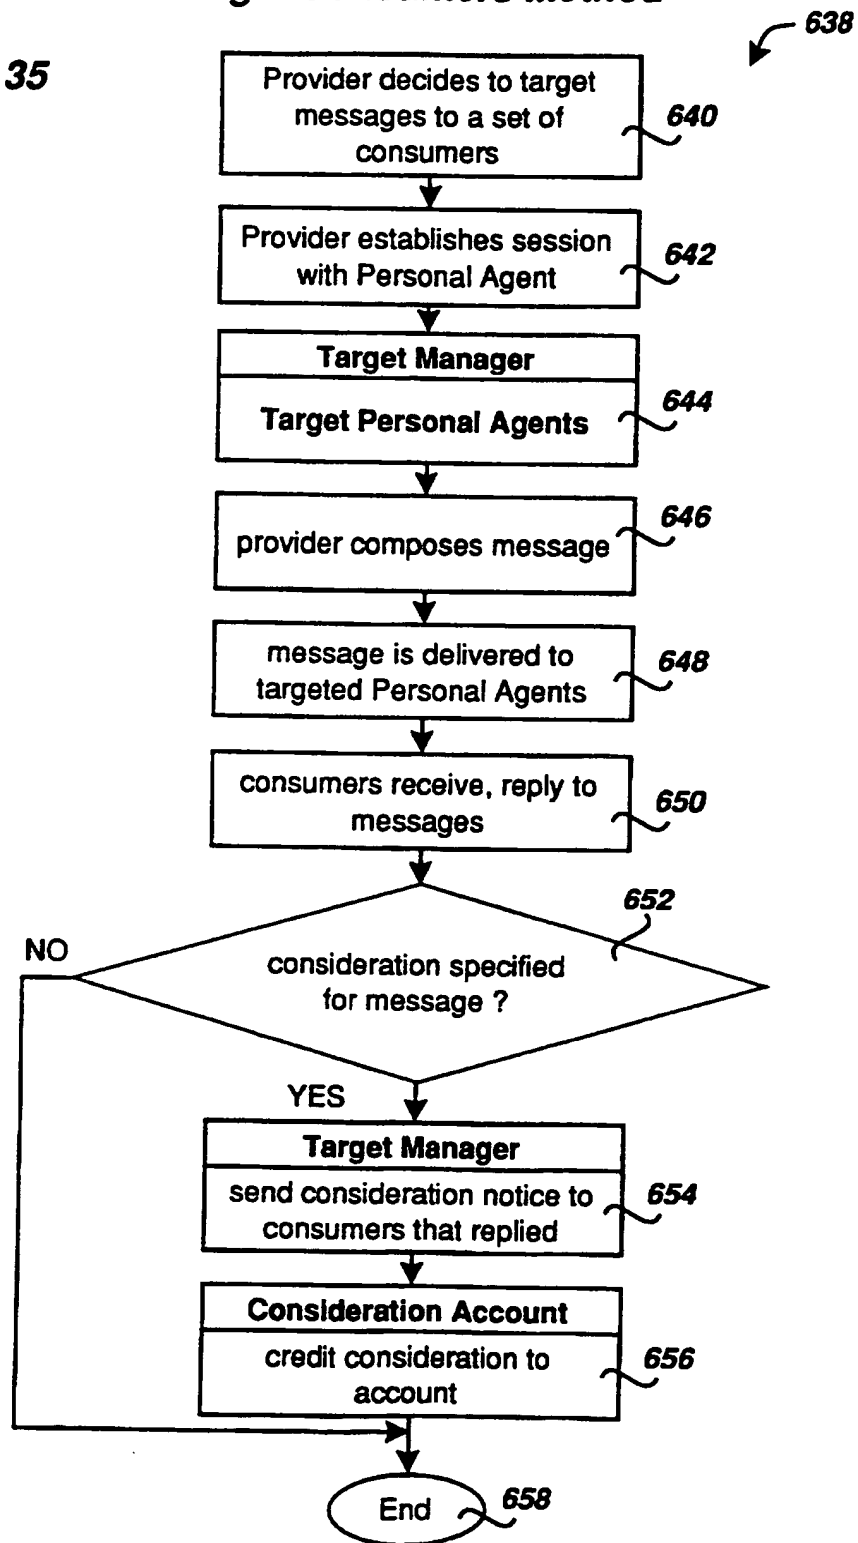 Method
638
35
Provider decides to target
messages to a set of
consumers
640
Provider establishes session
with Personal Agent
642
Target Manager
Target Personal Agents
644
provider composes message
646
message is delivered to
targeted Personal Agents
648
consumers receive, reply to
messages
650
652
NO
consideration specified
for message ?
YES
Target Manager
send consideration notice to
consumers that replied
654
Consideration Account
credit consideration to
account
656
End
658